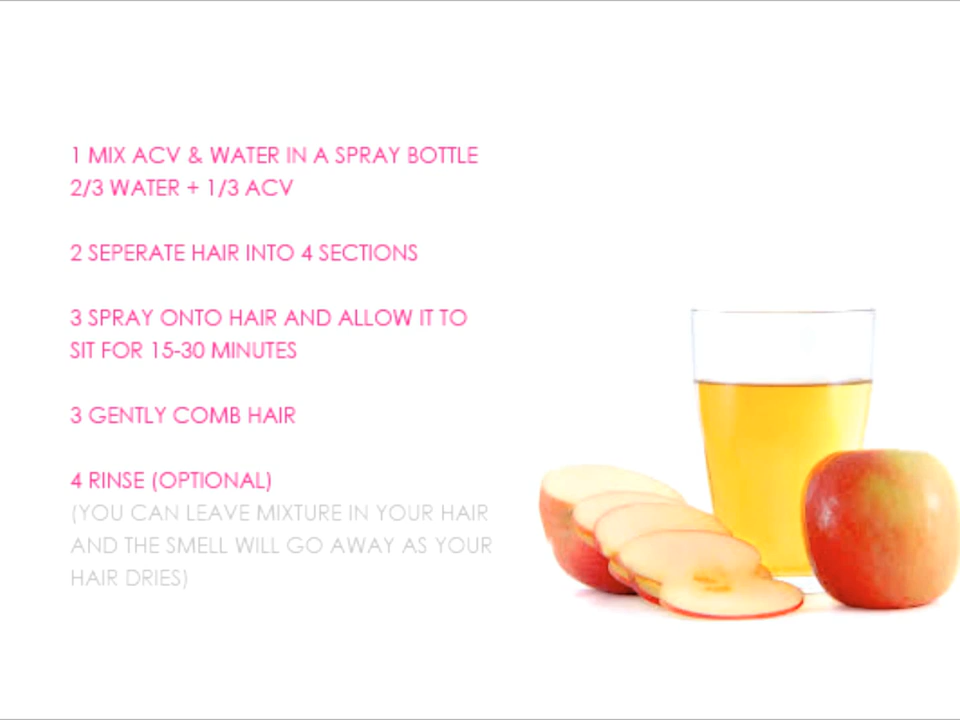 1 MIX ACV & WATER IN A SPRAY BOTTLE
2/3 WATER + 1/3 ACV
2 SEPERATE HAIR INTO 4 SECTIONS
3 SPRAY ONTO HAIR AND ALLOW IT TO
SIT FOR 15-30 MINUTES
3 GENTLY COMB HAIR
4 RINSE (OPTIONAL)
(YOU CAN LEAVE MIXTURE IN YOUR HAIR
AND THE SMELL WILL GO AWAY AS YOUR
HAIR DRIES)